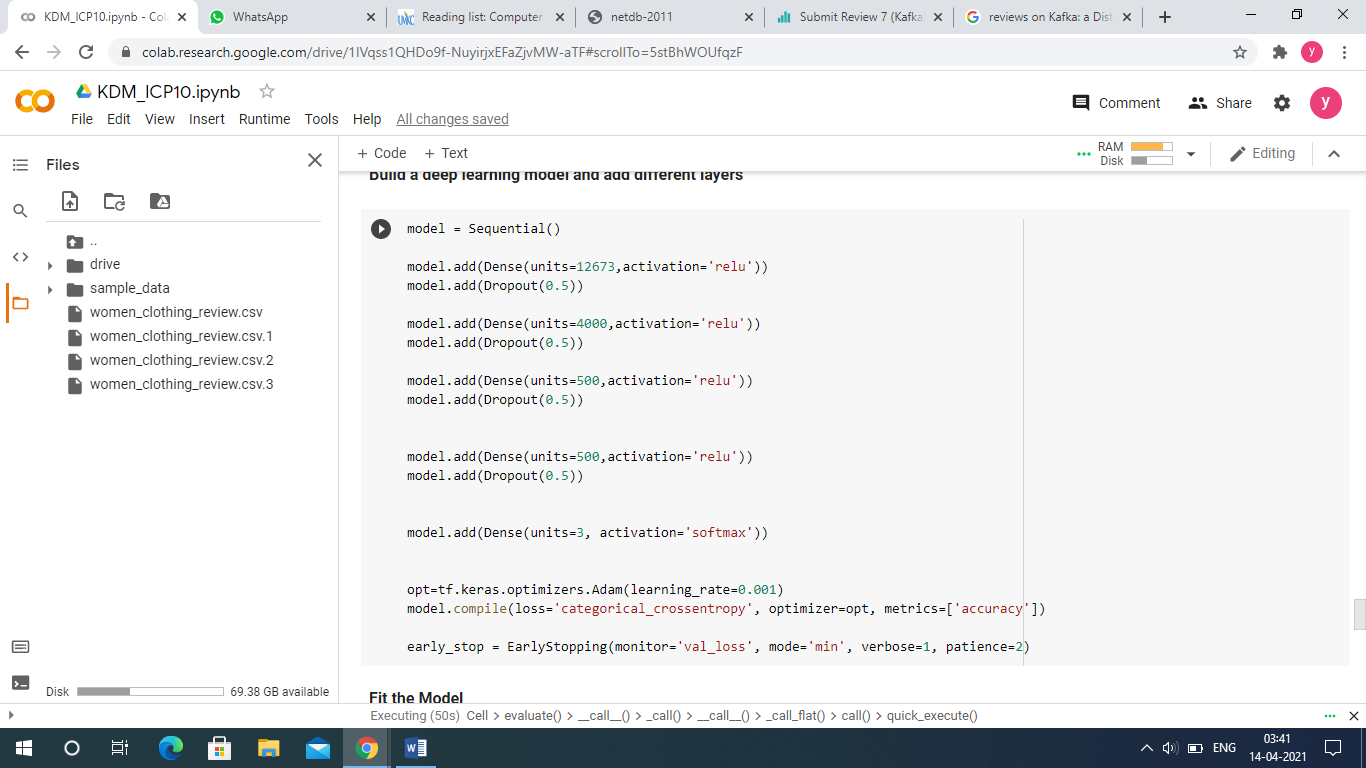 KDM_ICP10.ipynb - Col
WhatsApp
Reading list: Computer
netdb-2011
Submit Review 7 (Kafka
reviews on Kafka: a Dist
colab.research.google.com/drive/1lVqss1QHDo9f-NuyirjxEFaZjvMW-aTF#scrollTo=5stBhWOUfqzF
y
KDM_ICP10.ipynb
File Edit View Insert Runtime Tools Help All changes saved
Comment
Share
y
Files
+ Code + Text
RAM
Disk
Editing
..
drive
sample_data
women_clothing_review.csv
women_clothing_review.csv.1
women_clothing_review.csv.2
women_clothing_review.csv.3
Disk 69.38 GB available
Build a deep learning model and add different layers
model = Sequential()
model.add(Dense(units=12673,activation='relu'))
model.add(Dropout(0.5))
model.add(Dense(units=4000,activation='relu'))
model.add(Dropout(0.5))
model.add(Dense(units=500,activation='relu'))
model.add(Dropout(0.5))
model.add(Dense(units=500,activation='relu'))
model.add(Dropout(0.5))
model.add(Dense(units=3, activation='softmax'))
opt=tf.keras.optimizers.Adam(learning_rate=0.001)
model.compile(loss='categorical_crossentropy', optimizer=opt, metrics=['accuracy'])
early_stop = EarlyStopping(monitor='val_loss', mode='min', verbose=1, patience=2)
Fit the Model
Executing (50s) Cell > evaluate() > __call__() > _call() > __call__() > _call_flat() > call() > quick_execute()
ENG
03:41
14-04-2021